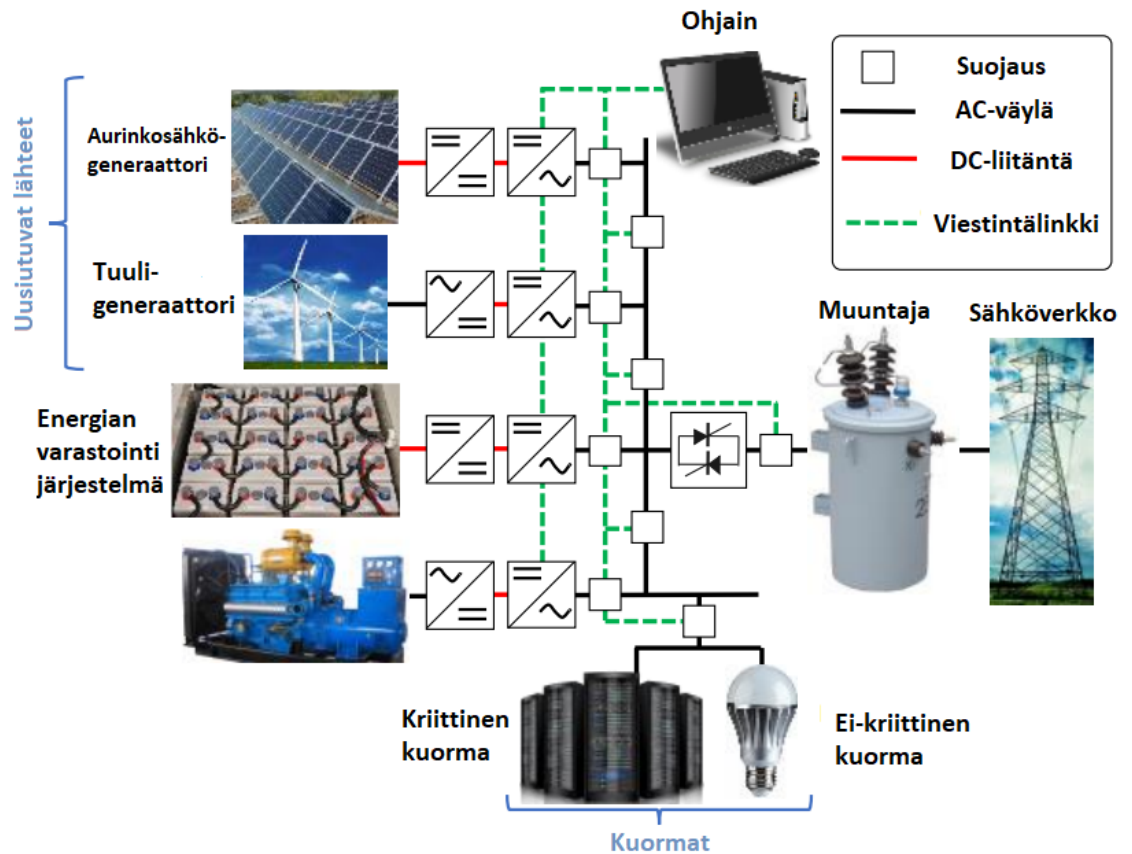 Ohjain
Suojaus
AC-väylä
DC-liitäntä
Viestintälinkki
Uusiutuvat lähteet
Aurinkosähkö-
generaattori
Tuuli-
generaattori
Muuntaja
Sähköverkko
Energian
varastointi
järjestelmä
Kriittinen
kuorma
Ei-kriittinen
kuorma
Kuormat